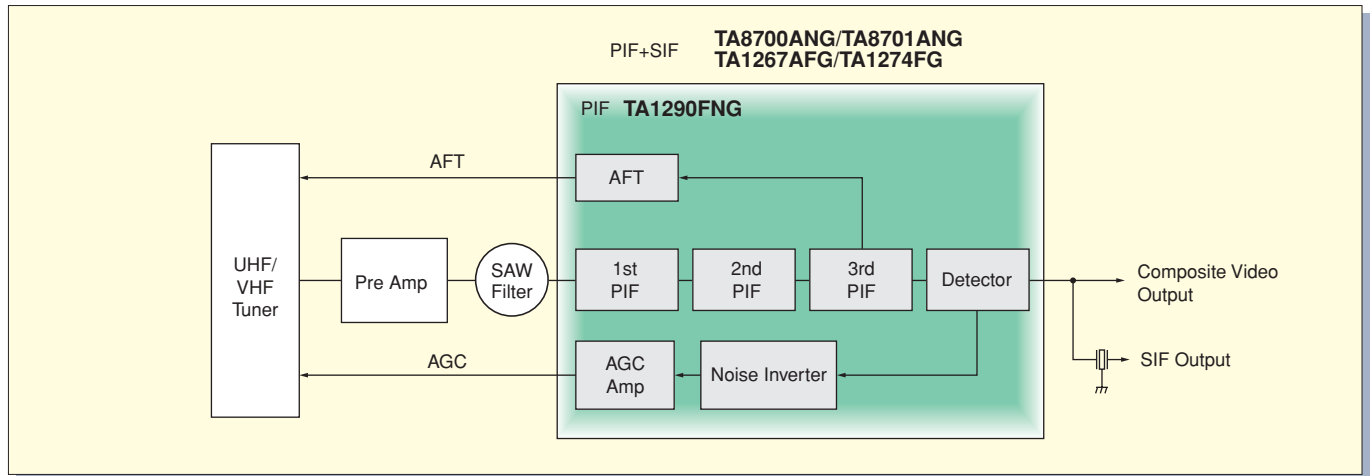 PIF+SIF TA8700ANG/TA8701ANG
TA1267AFG/TA1274FG
PIF TA1290FNG
AFT
AFT
UHF/
VHF
Tuner
Pre Amp
SAW
Filter
1st
PIF
2nd
PIF
3rd
PIF
Detector
Composite Video
Output
AGC
AGC
Amp
Noise Inverter
SIF Output